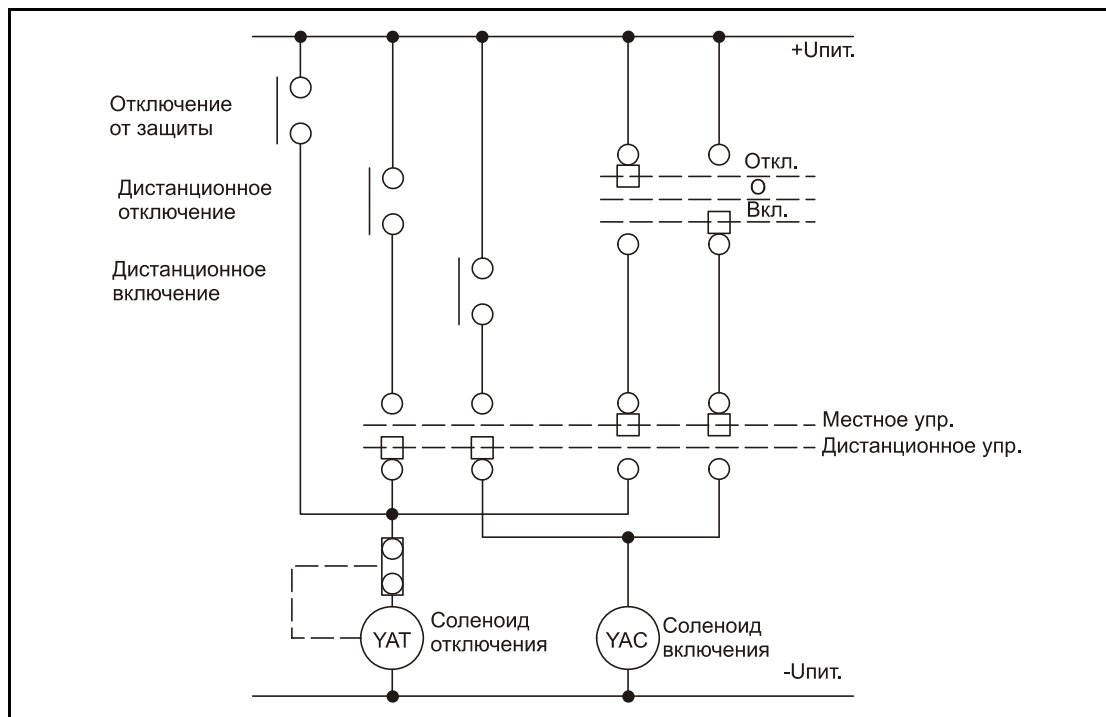 +Uпит.
Отключение
от защиты
Откл.
О
Вкл.
Дистанционное
отключение
Дистанционное
включение
Местное упр.
Дистанционное упр.
YAT
Соленоид
отключения
YAC
Соленоид
включения
-Uпит.